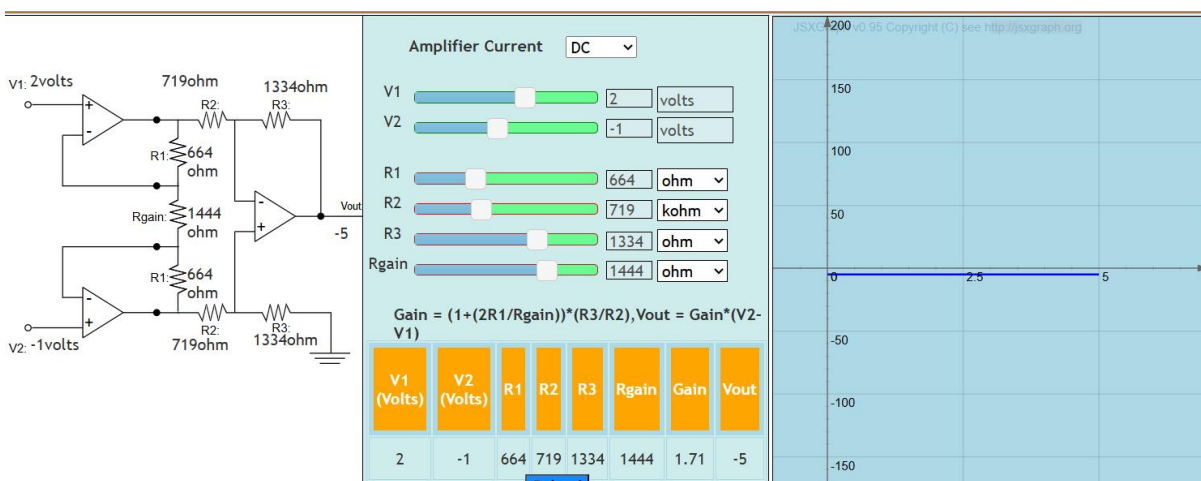 V1: 2volts
719ohm
R2:
1334ohm
R3:
+
-
R1: 664
ohm
Rgain: 1444
ohm
-
+
Vout
-5
R1: 664
ohm
-
+
V2: -1volts
R2:
719ohm
R3:
1334ohm
Amplifier Current DC
V1 2 volts
V2 -1 volts
R1 664 ohm
R2 719 kohm
R3 1334 ohm
Rgain 1444 ohm
Gain = (1+(2R1/Rgain))*(R3/R2),Vout = Gain*(V2-
V1)
V1 (Volts) V2 (Volts) R1 R2 R3 Rgain Gain Vout
2 -1 664 719 1334 1444 1.71 -5
v0.95 Copyright (C) see http://jsxgraph.org
200
150
100
50
0 2.5 5
-50
-100
-150